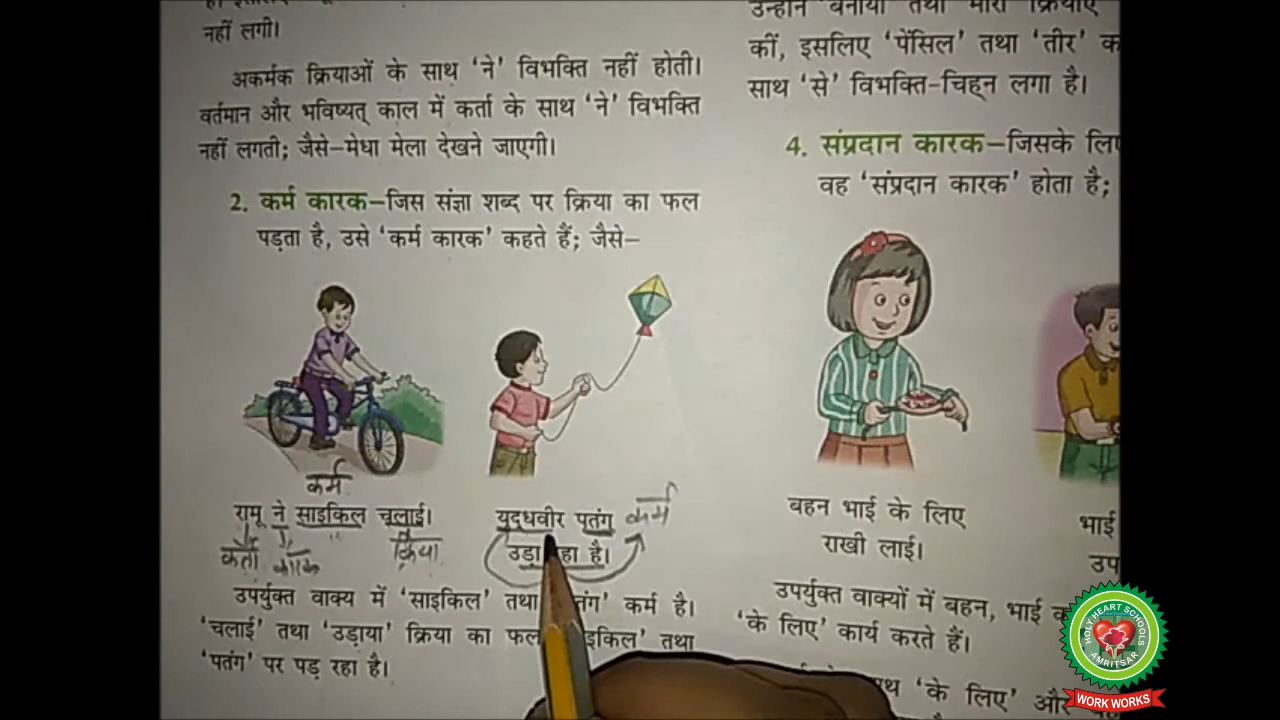 नहीं लगी।
अकर्मक क्रियाओं के साथ 'ने' विभक्ति नहीं होती।
वर्तमान और भविष्यत् काल में कर्ता के साथ 'ने' विभक्ति
नहीं लगती; जैसे–मेधा मेला देखने जाएगी।
2. कर्म कारक–जिस संज्ञा शब्द पर क्रिया का फल
पड़ता है, उसे 'कर्म कारक' कहते हैं; जैसे–
कर्म
रामू ने साइकिल चलाई।
कर्ता कारक क्रिया
युद्धवीर पतंग कर्म
उड़ा रहा है।
उपर्युक्त वाक्य में 'साइकिल' तथा कर्म है।
'चलाई' तथा 'उड़ाया' क्रिया का तथा
'पतंग' पर पड़ रहा है।
उन्होंने बनाया तथा मारा क्रियाएँ
कीं, इसलिए 'पेंसिल' तथा 'तीर'
साथ 'से' विभक्ति-चिह्न लगा है।
4. संप्रदान कारक–जिसके
वह 'संप्रदान कारक' होता है;
बहन भाई के लिए
राखी लाई।
भाई
उपर्युक्त वाक्यों में बहन, भाई
'के लिए' कार्य करते हैं।
'के लिए' और
HOLY HEART SCHOOLS
AMRITSAR
WORK WORKS